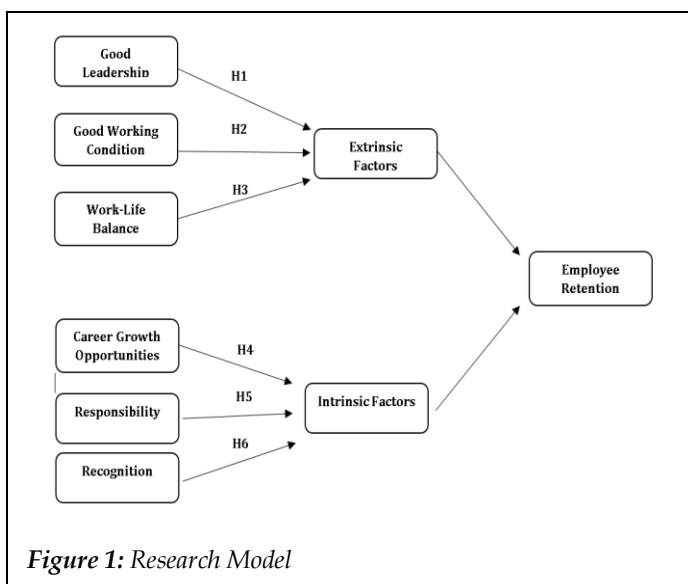 Good
Leadership
H1
Good Working
Condition
H2
Extrinsic
Factors
Work-Life
Balance
H3
Employee
Retention
Career Growth
Opportunities
H4
Responsibility
H5
Intrinsic Factors
Recognition
H6
Figure 1: Research Model